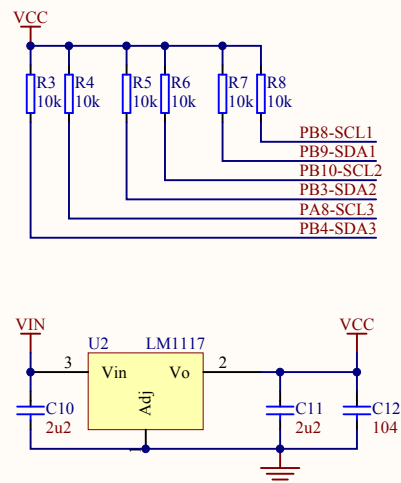 VCC
R3 R4 R5 R6 R7 R8
10k 10k 10k 10k 10k 10k
PB8-SCL1
PB9-SDA1
PB10-SCL2
PB3-SDA2
PA8-SCL3
PB4-SDA3
VIN VCC
U2 LM1117
3 2
Vin Vo
Adj
C10 C11 C12
2u2 2u2 104
1